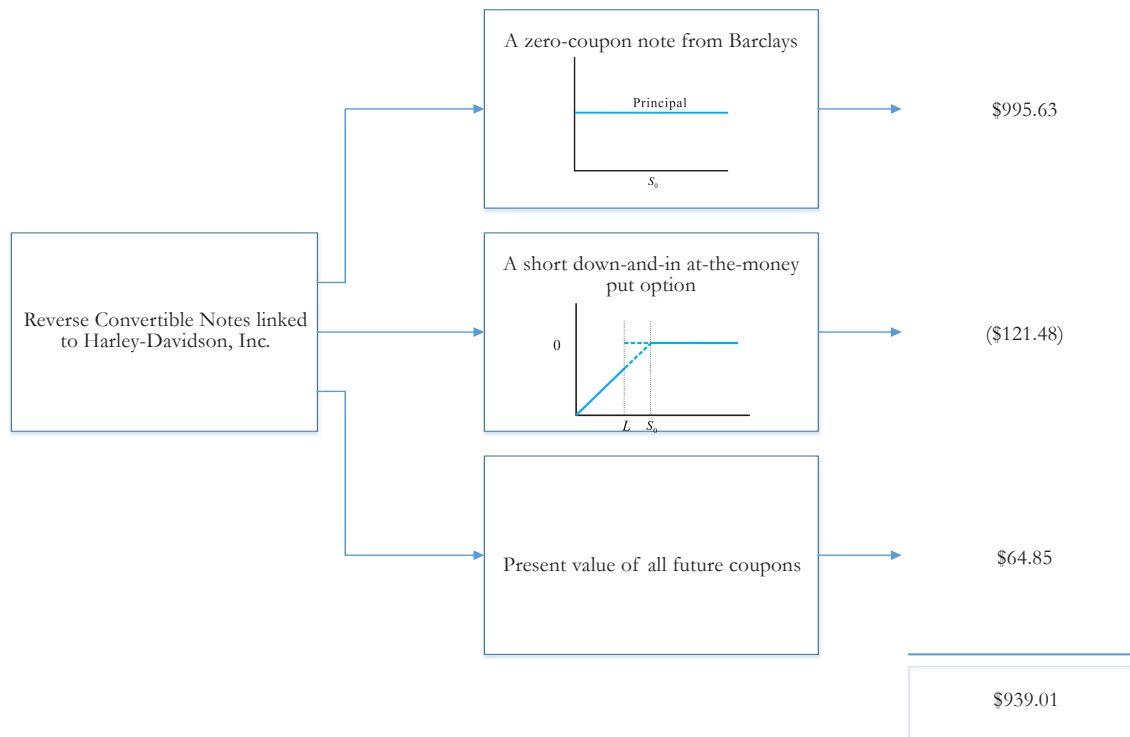 A zero-coupon note from Barclays
Principal
S₀
$995.63
Reverse Convertible Notes linked
to Harley-Davidson, Inc.
A short down-and-in at-the-money
put option
0
L S₀
($121.48)
Present value of all future coupons
$64.85
$939.01